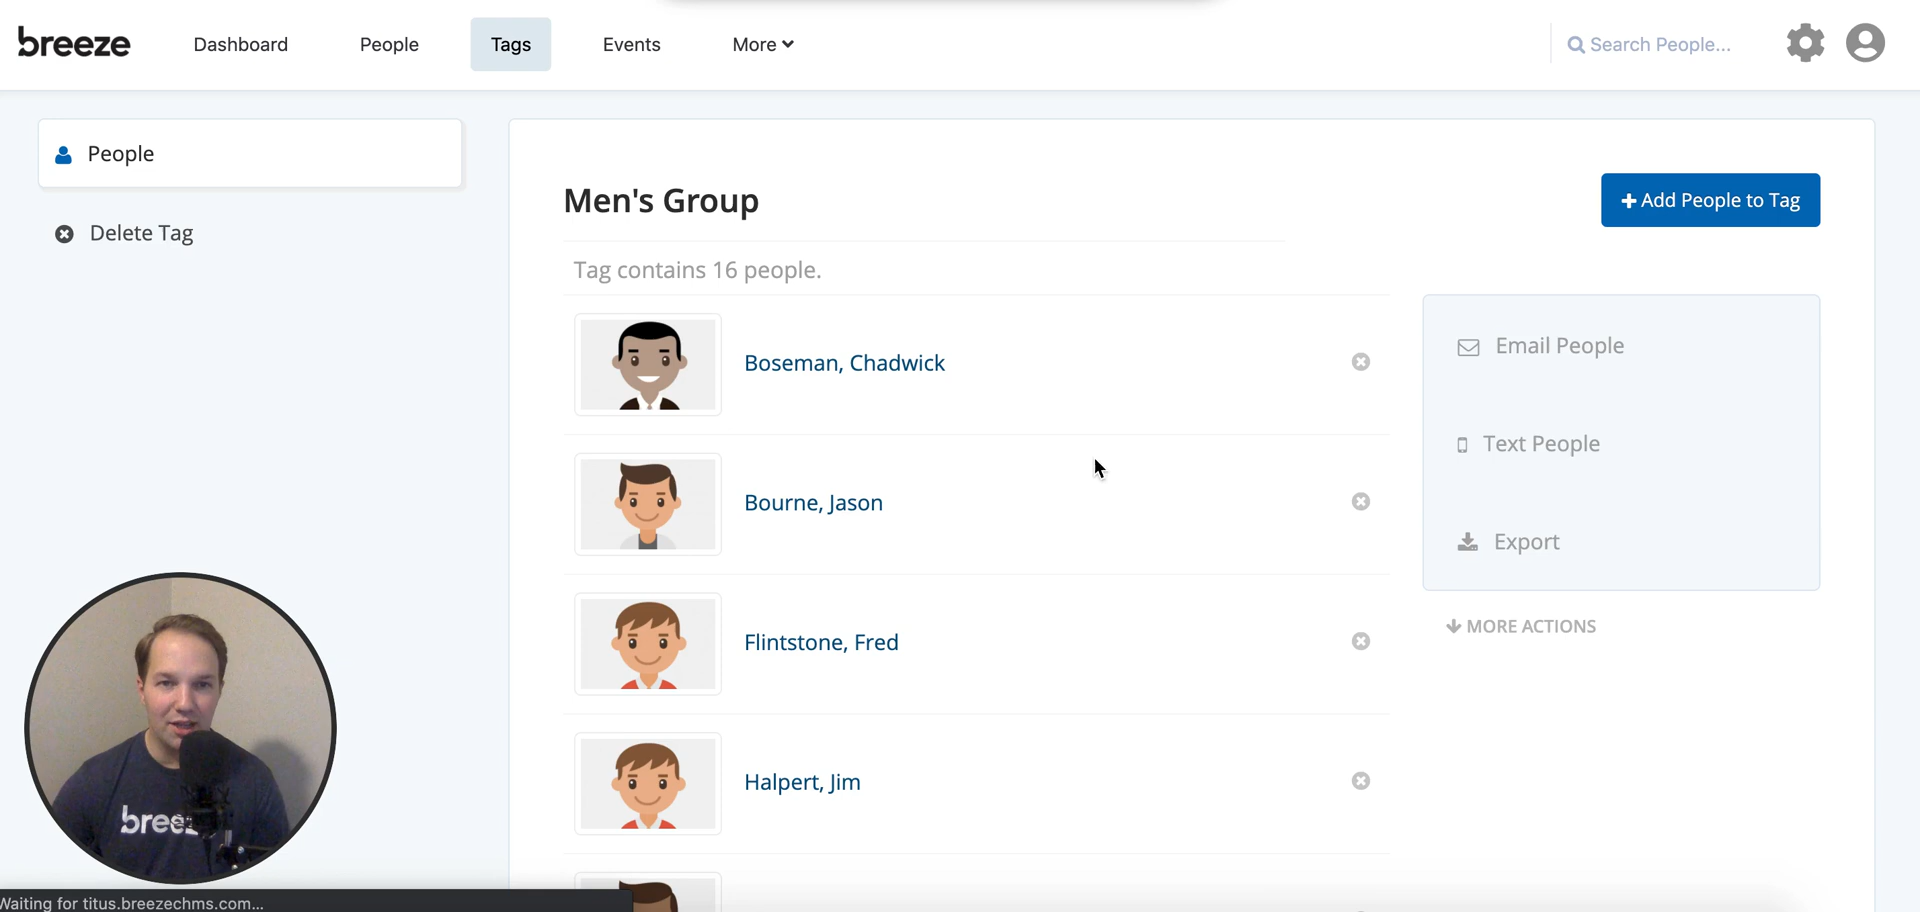 breeze
Dashboard
People
Tags
Events
More
Search People...
People
Delete Tag
Men's Group
+ Add People to Tag
Tag contains 16 people.
Boseman, Chadwick
Bourne, Jason
Flintstone, Fred
Halpert, Jim
Email People
Text People
Export
MORE ACTIONS
Waiting for titus.breezechms.com...